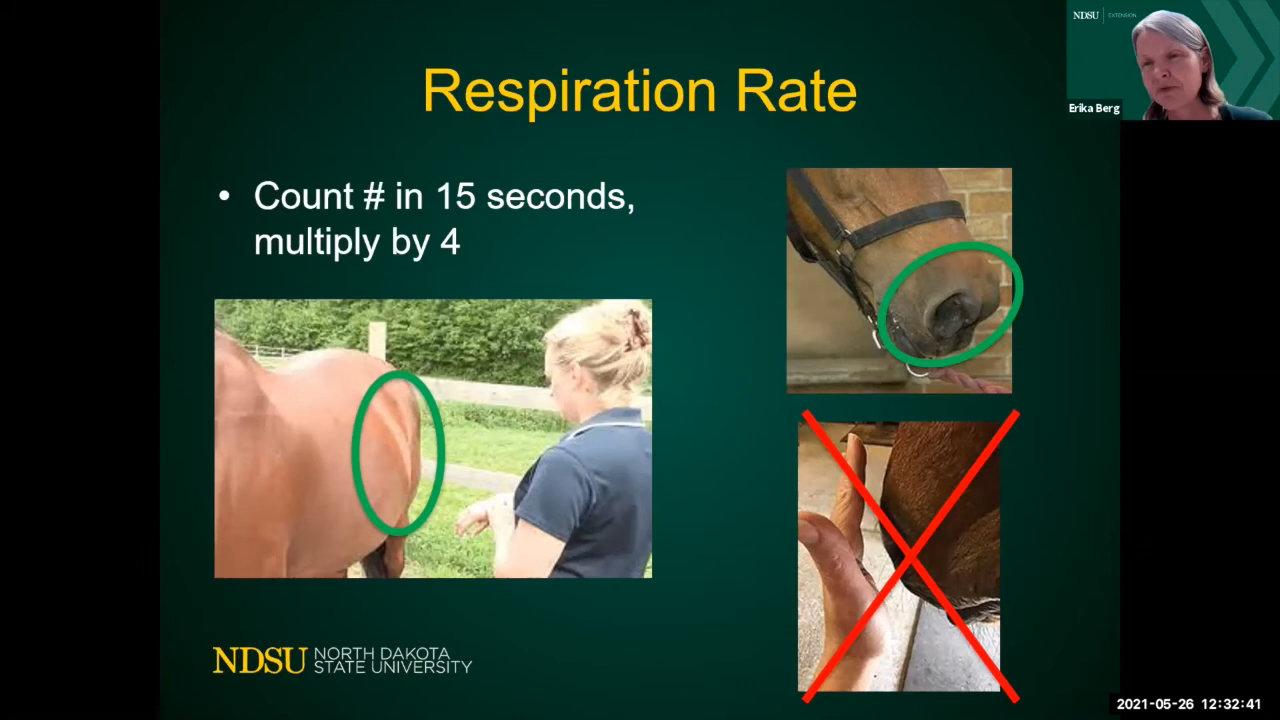 NDSU EXTENSION
Erika Berg
Respiration Rate
• Count # in 15 seconds,
multiply by 4
NDSU NORTH DAKOTA
STATE UNIVERSITY
2021-05-26 12:32:41